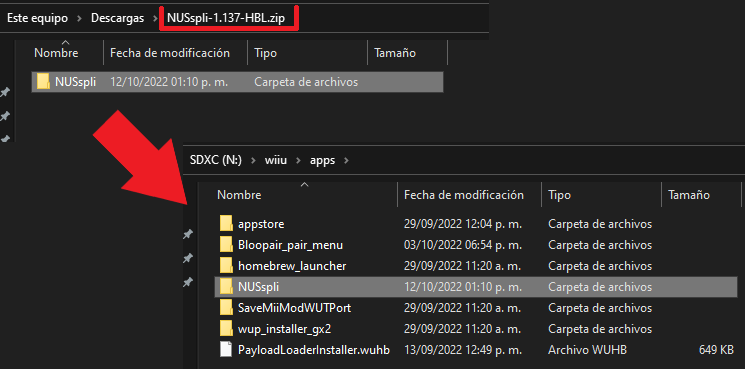 Este equipo > Descargas > NUSspli-1.137-HBL.zip
Nombre Fecha de modificación Tipo Tamaño
NUSspli 12/10/2022 01:10 p. m. Carpeta de archivos
SDXC (N:) > wiiu > apps >
Nombre Fecha de modificación Tipo Tamaño
appstore 29/09/2022 12:04 p. m. Carpeta de archivos
Bloopair_pair_menu 03/10/2022 06:54 p. m. Carpeta de archivos
homebrew_launcher 29/09/2022 11:20 a. m. Carpeta de archivos
NUSspli 12/10/2022 01:10 p. m. Carpeta de archivos
SaveMiiModWUTPort 29/09/2022 11:20 a. m. Carpeta de archivos
wup_installer_gx2 29/09/2022 11:20 a. m. Carpeta de archivos
PayloadLoaderInstaller.wuhb 13/09/2022 12:49 p. m. Archivo WUHB 649 KB